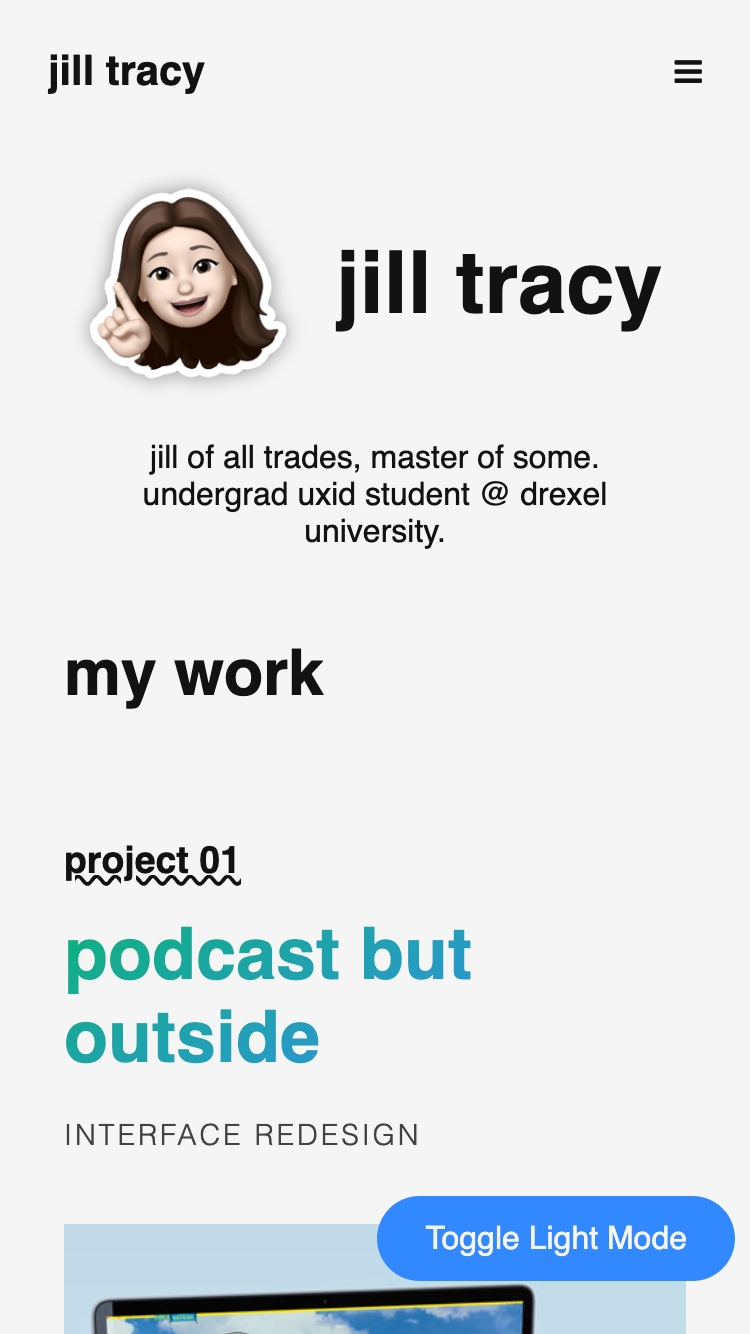 jill tracy
jill tracy
jill of all trades, master of some.
undergrad uxid student @ drexel
university.
my work
project 01
podcast but
outside
INTERFACE REDESIGN
Toggle Light Mode